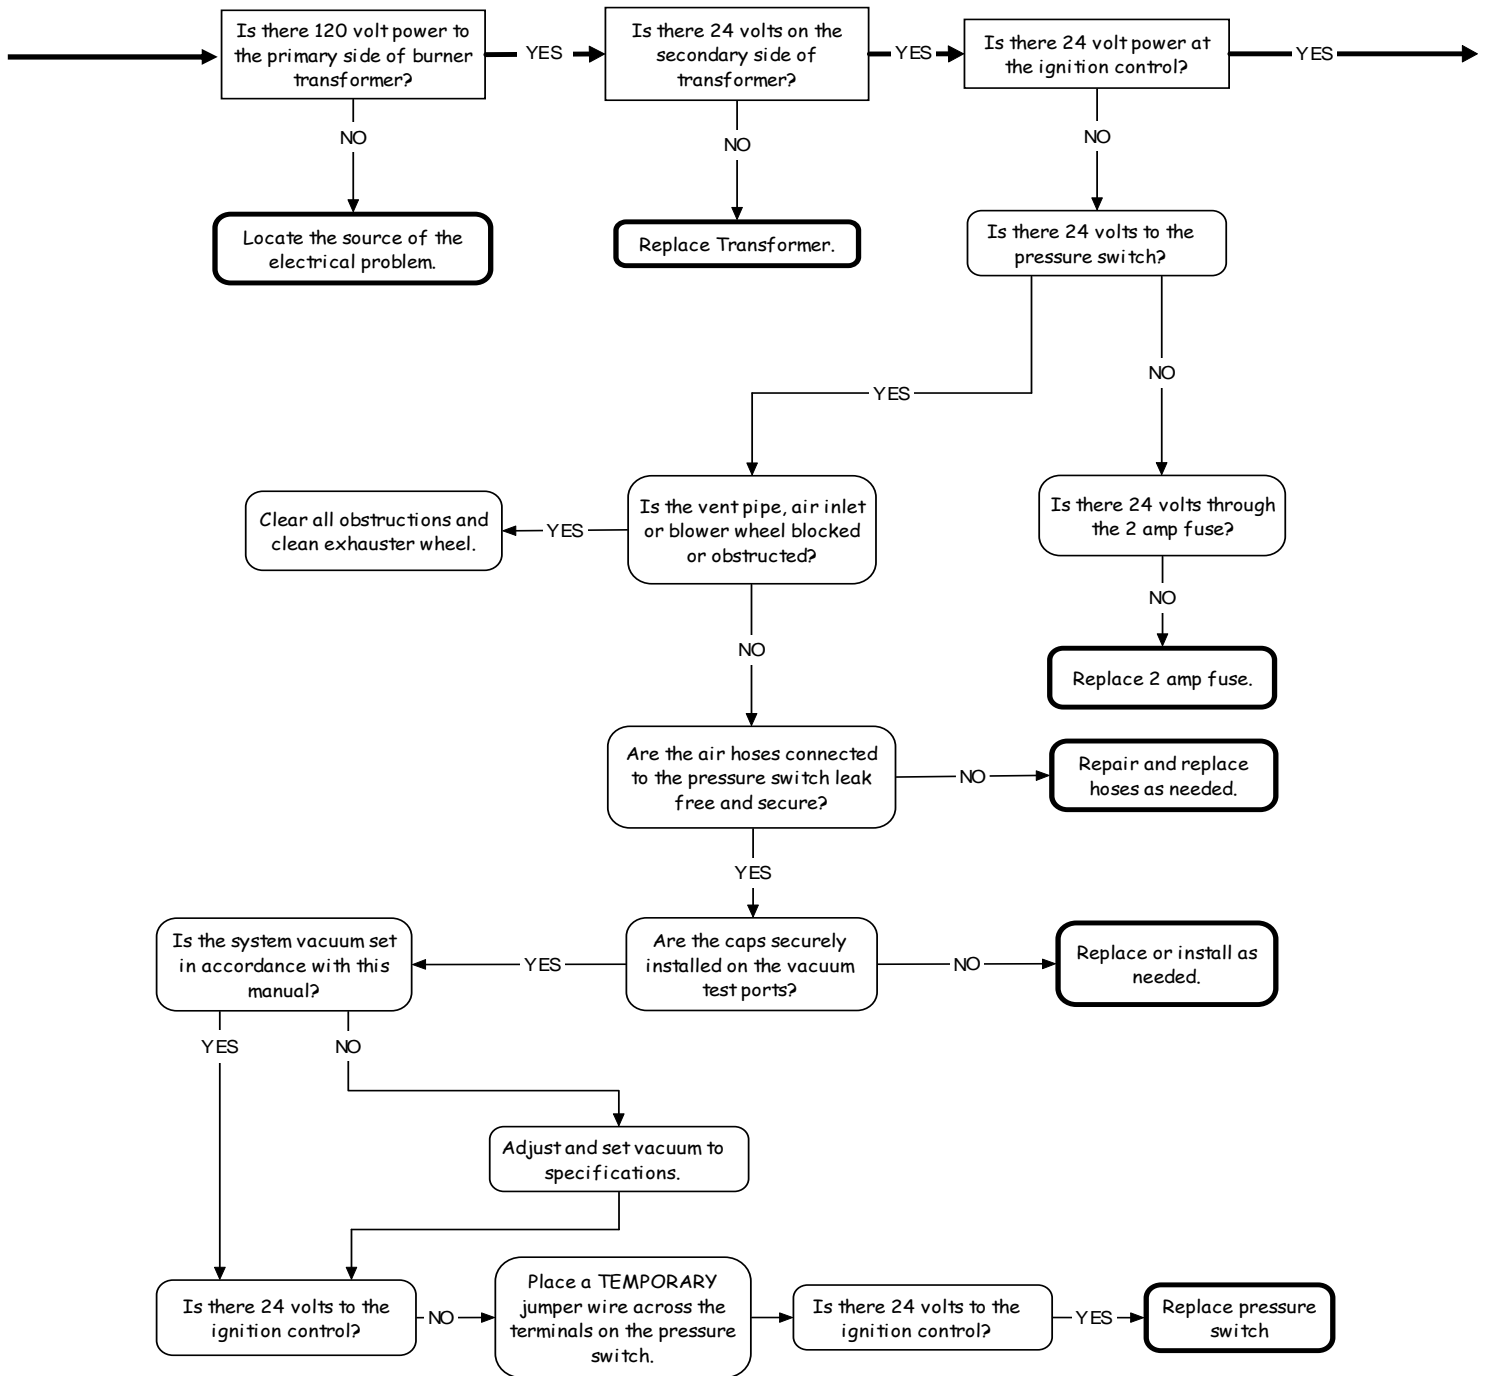 Is there 120 volt power to
the primary side of burner
transformer?
YES
Is there 24 volts on the
secondary side of
transformer?
YES
Is there 24 volt power at
the ignition control?
YES
NO
NO
NO
Locate the source of the
electrical problem.
Replace Transformer.
Is there 24 volts to the
pressure switch?
YES
NO
Clear all obstructions and
clean exhauster wheel.
YES
Is the vent pipe, air inlet
or blower wheel blocked
or obstructed?
Is there 24 volts through
the 2 amp fuse?
NO
NO
Replace 2 amp fuse.
Are the air hoses connected
to the pressure switch leak
free and secure?
NO
Repair and replace
hoses as needed.
YES
Is the system vacuum set
in accordance with this
manual?
YES
Are the caps securely
installed on the vacuum
test ports?
NO
Replace or install as
needed.
YES
NO
Adjust and set vacuum to
specifications.
Is there 24 volts to the
ignition control?
NO
Place a TEMPORARY
jumper wire across the
terminals on the pressure
switch.
Is there 24 volts to the
ignition control?
YES
Replace pressure
switch